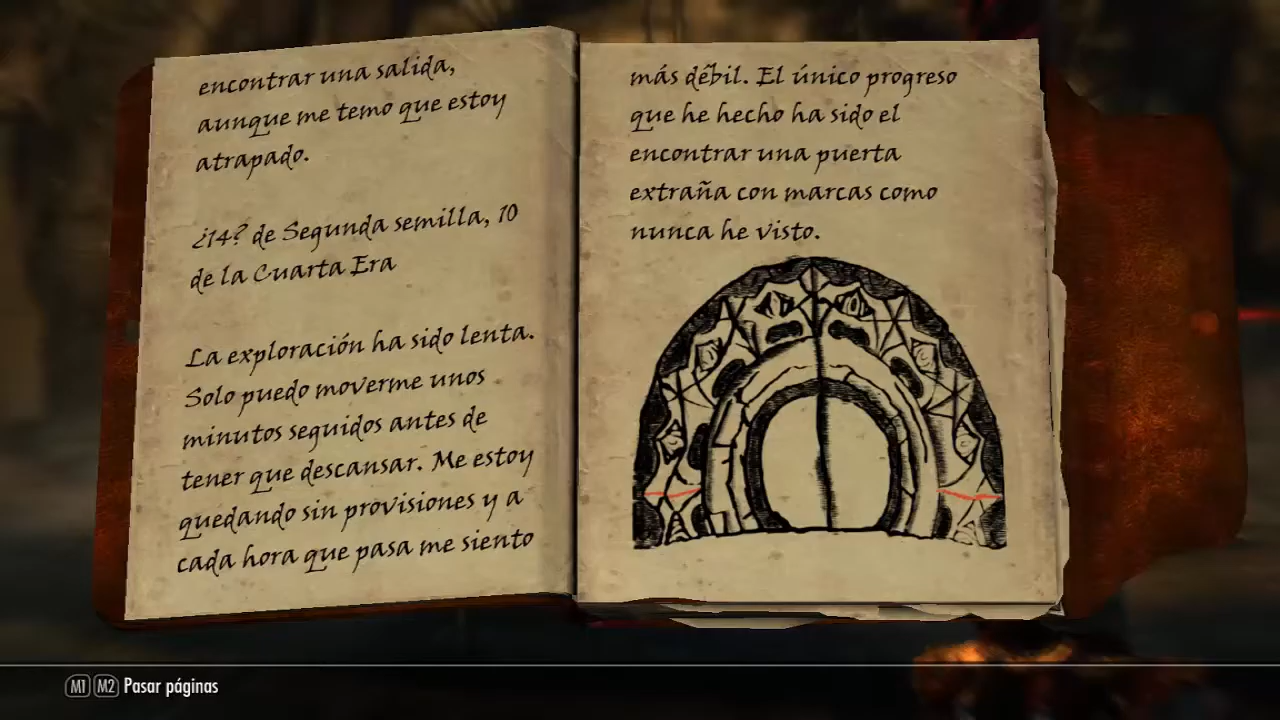 encontrar una salida,
aunque me temo que estoy
atrapado.
¿14? de Segunda semilla, 10
de la Cuarta Era
La exploración ha sido lenta.
Solo puedo moverme unos
minutos seguidos antes de
tener que descansar. Me estoy
quedando sin provisiones y a
cada hora que pasa me siento
más débil. El único progreso
que he hecho ha sido el
encontrar una puerta
extraña con marcas como
nunca he visto.
M1 M2 Pasar páginas